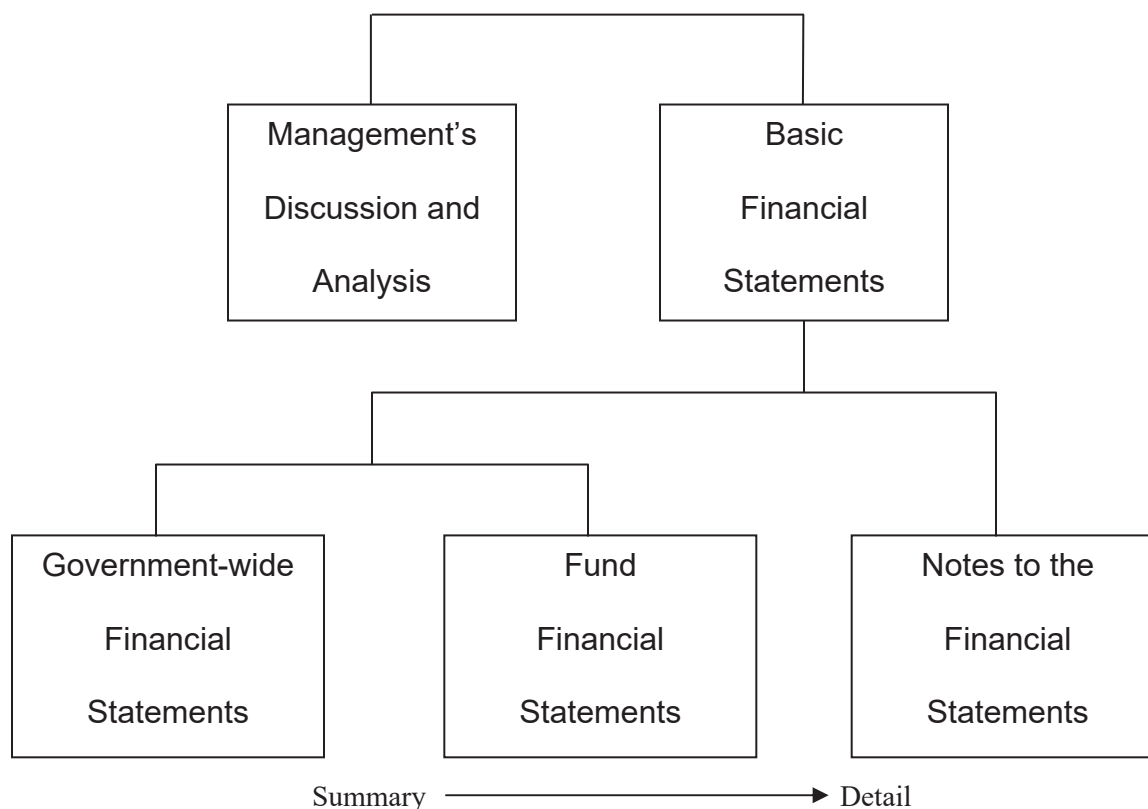 Management’s
Discussion and
Analysis
Basic
Financial
Statements
Government-wide
Financial
Statements
Fund
Financial
Statements
Notes to the
Financial
Statements
Summary
Detail